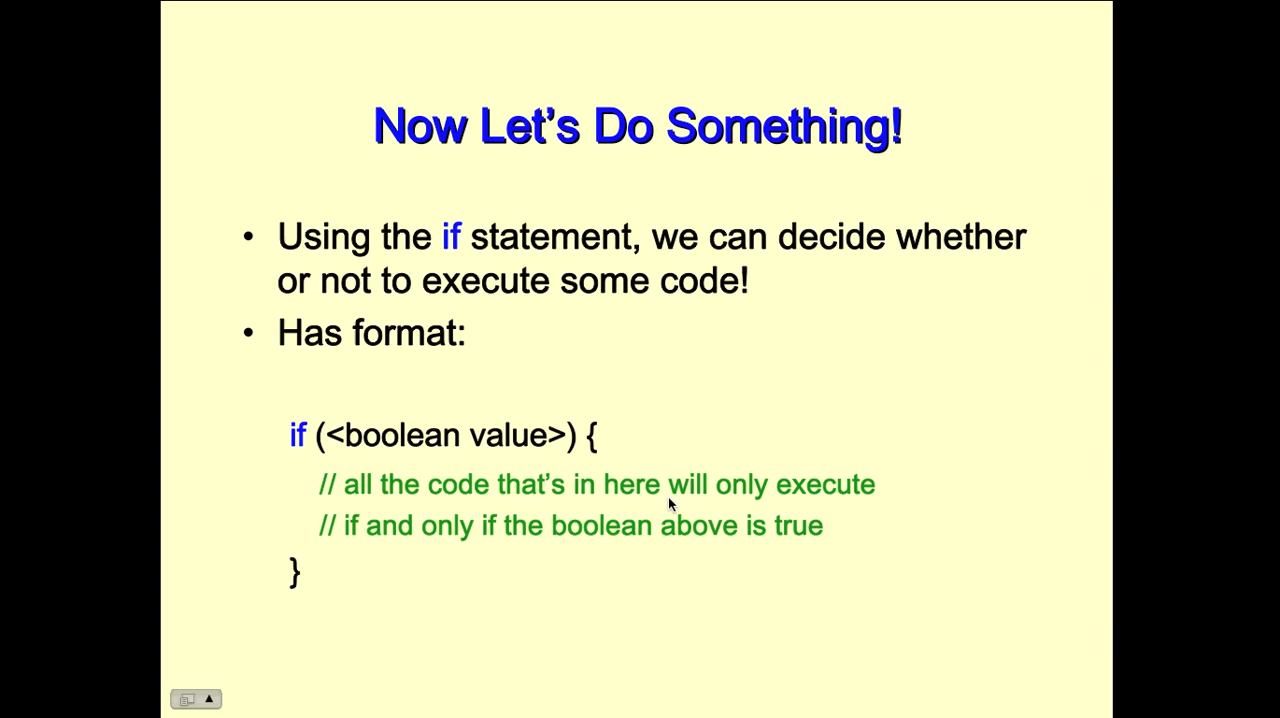 Now Let's Do Something!
• Using the if statement, we can decide whether
or not to execute some code!
• Has format:
if (<boolean value>) {
// all the code that's in here will only execute
// if and only if the boolean above is true
}